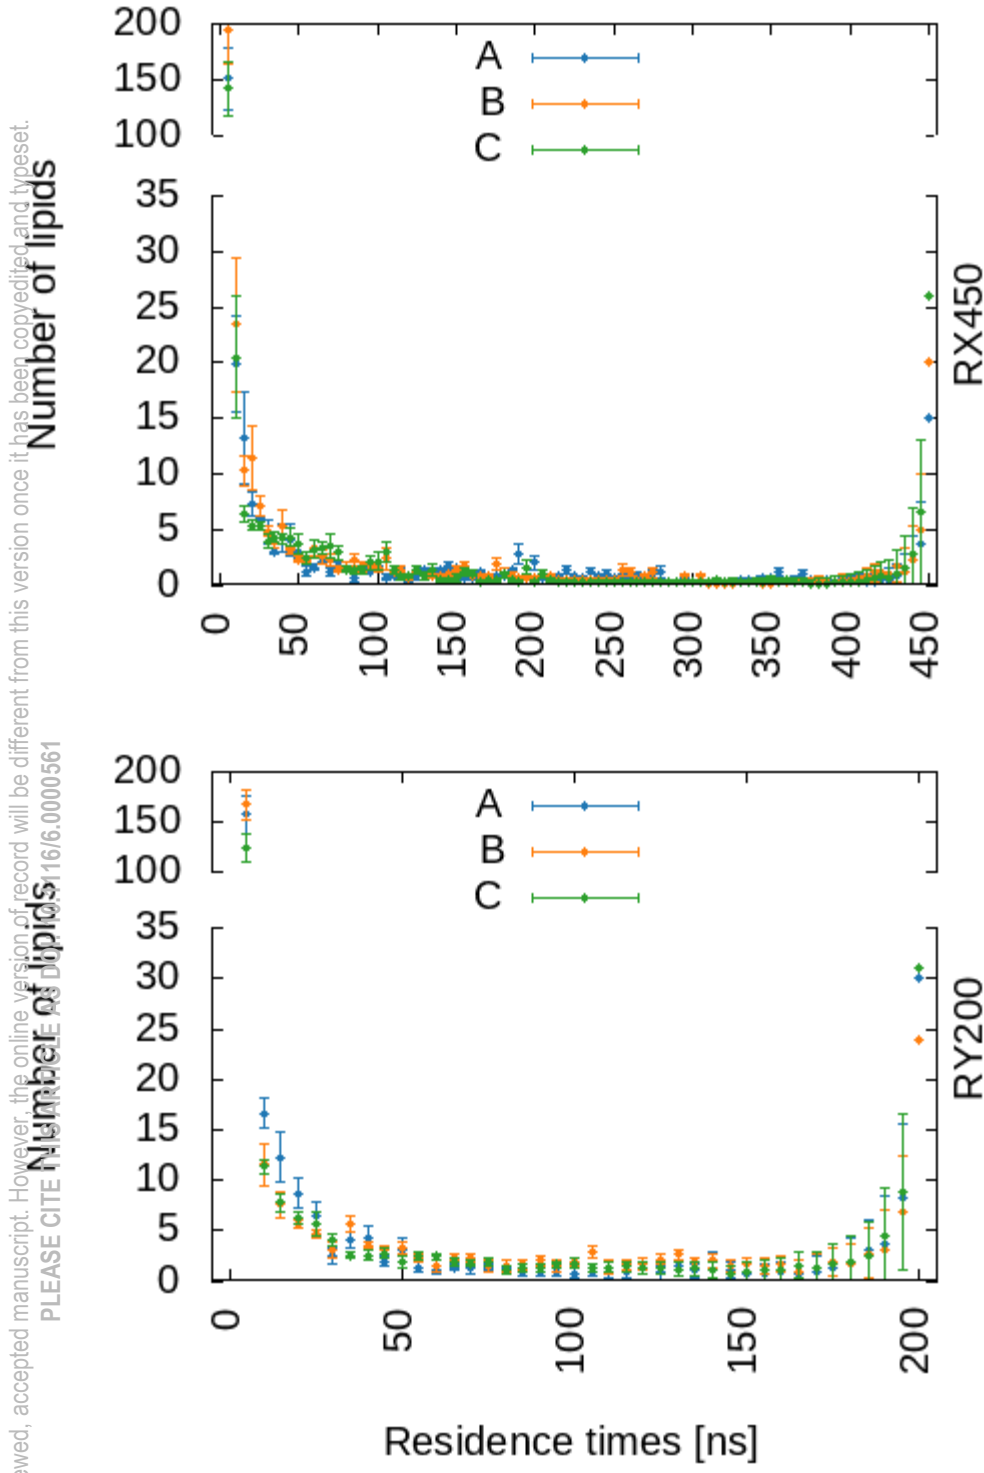 200
150
100
A
B
C
35
30
25
20
15
10
5
0
Number of lipids
RX450
0
50
100
150
200
250
300
350
400
450
200
150
100
A
B
C
35
30
25
20
15
10
5
0
Number of lipids
RY200
0
50
100
150
200
Residence times [ns]
ewed, accepted manuscript. However, the online version of record will be different from this version once it has been copyedited and typeset.
PLEASE CITE THIS ARTICLE AS DOI: 10.1116/6.0000561